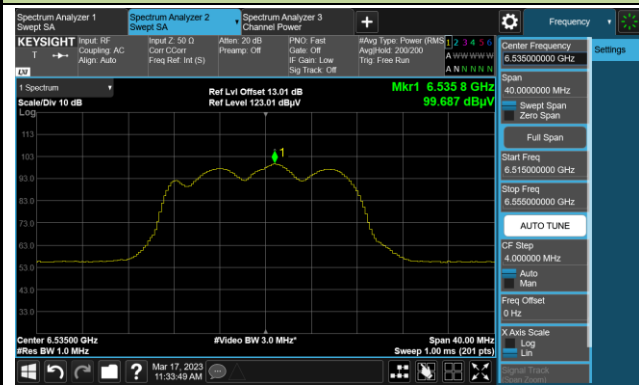 Spectrum Analyzer 1
Swept SA
Spectrum Analyzer 2
Swept SA
Spectrum Analyzer 3
Channel Power
+
Frequency
KEYSIGHT
T
LXI
Input: RF
Coupling: AC
Align: Auto
Input Z: 50 Ω
Corr CCorr
Freq Ref: Int (S)
Atten: 20 dB
Preamp: Off
PNO: Fast
Gate: Off
IF Gain: Low
Sig Track: Off
#Avg Type: Power (RMS
Avg|Hold: 200/200
Trig: Free Run
1 2 3 4 5 6
A W W W W W
A N N N N N
1 Spectrum
Scale/Div 10 dB
Log
Ref Lvl Offset 13.01 dB
Ref Level 123.01 dBµV
Mkr1 6.535 8 GHz
99.687 dBµV
1
113
103
93.0
83.0
73.0
63.0
53.0
43.0
33.0
Center 6.53500 GHz
#Res BW 1.0 MHz
#Video BW 3.0 MHz*
Span 40.00 MHz
Sweep 1.00 ms (201 pts)
Center Frequency
6.535000000 GHz
Span
40.0000000 MHz
Swept Span
Zero Span
Full Span
Start Freq
6.515000000 GHz
Stop Freq
6.555000000 GHz
AUTO TUNE
CF Step
4.000000 MHz
Auto
Man
Freq Offset
0 Hz
X Axis Scale
Log
Lin
Signal Track
(Span Zoom)
Settings
?
Mar 17, 2023
11:33:49 AM